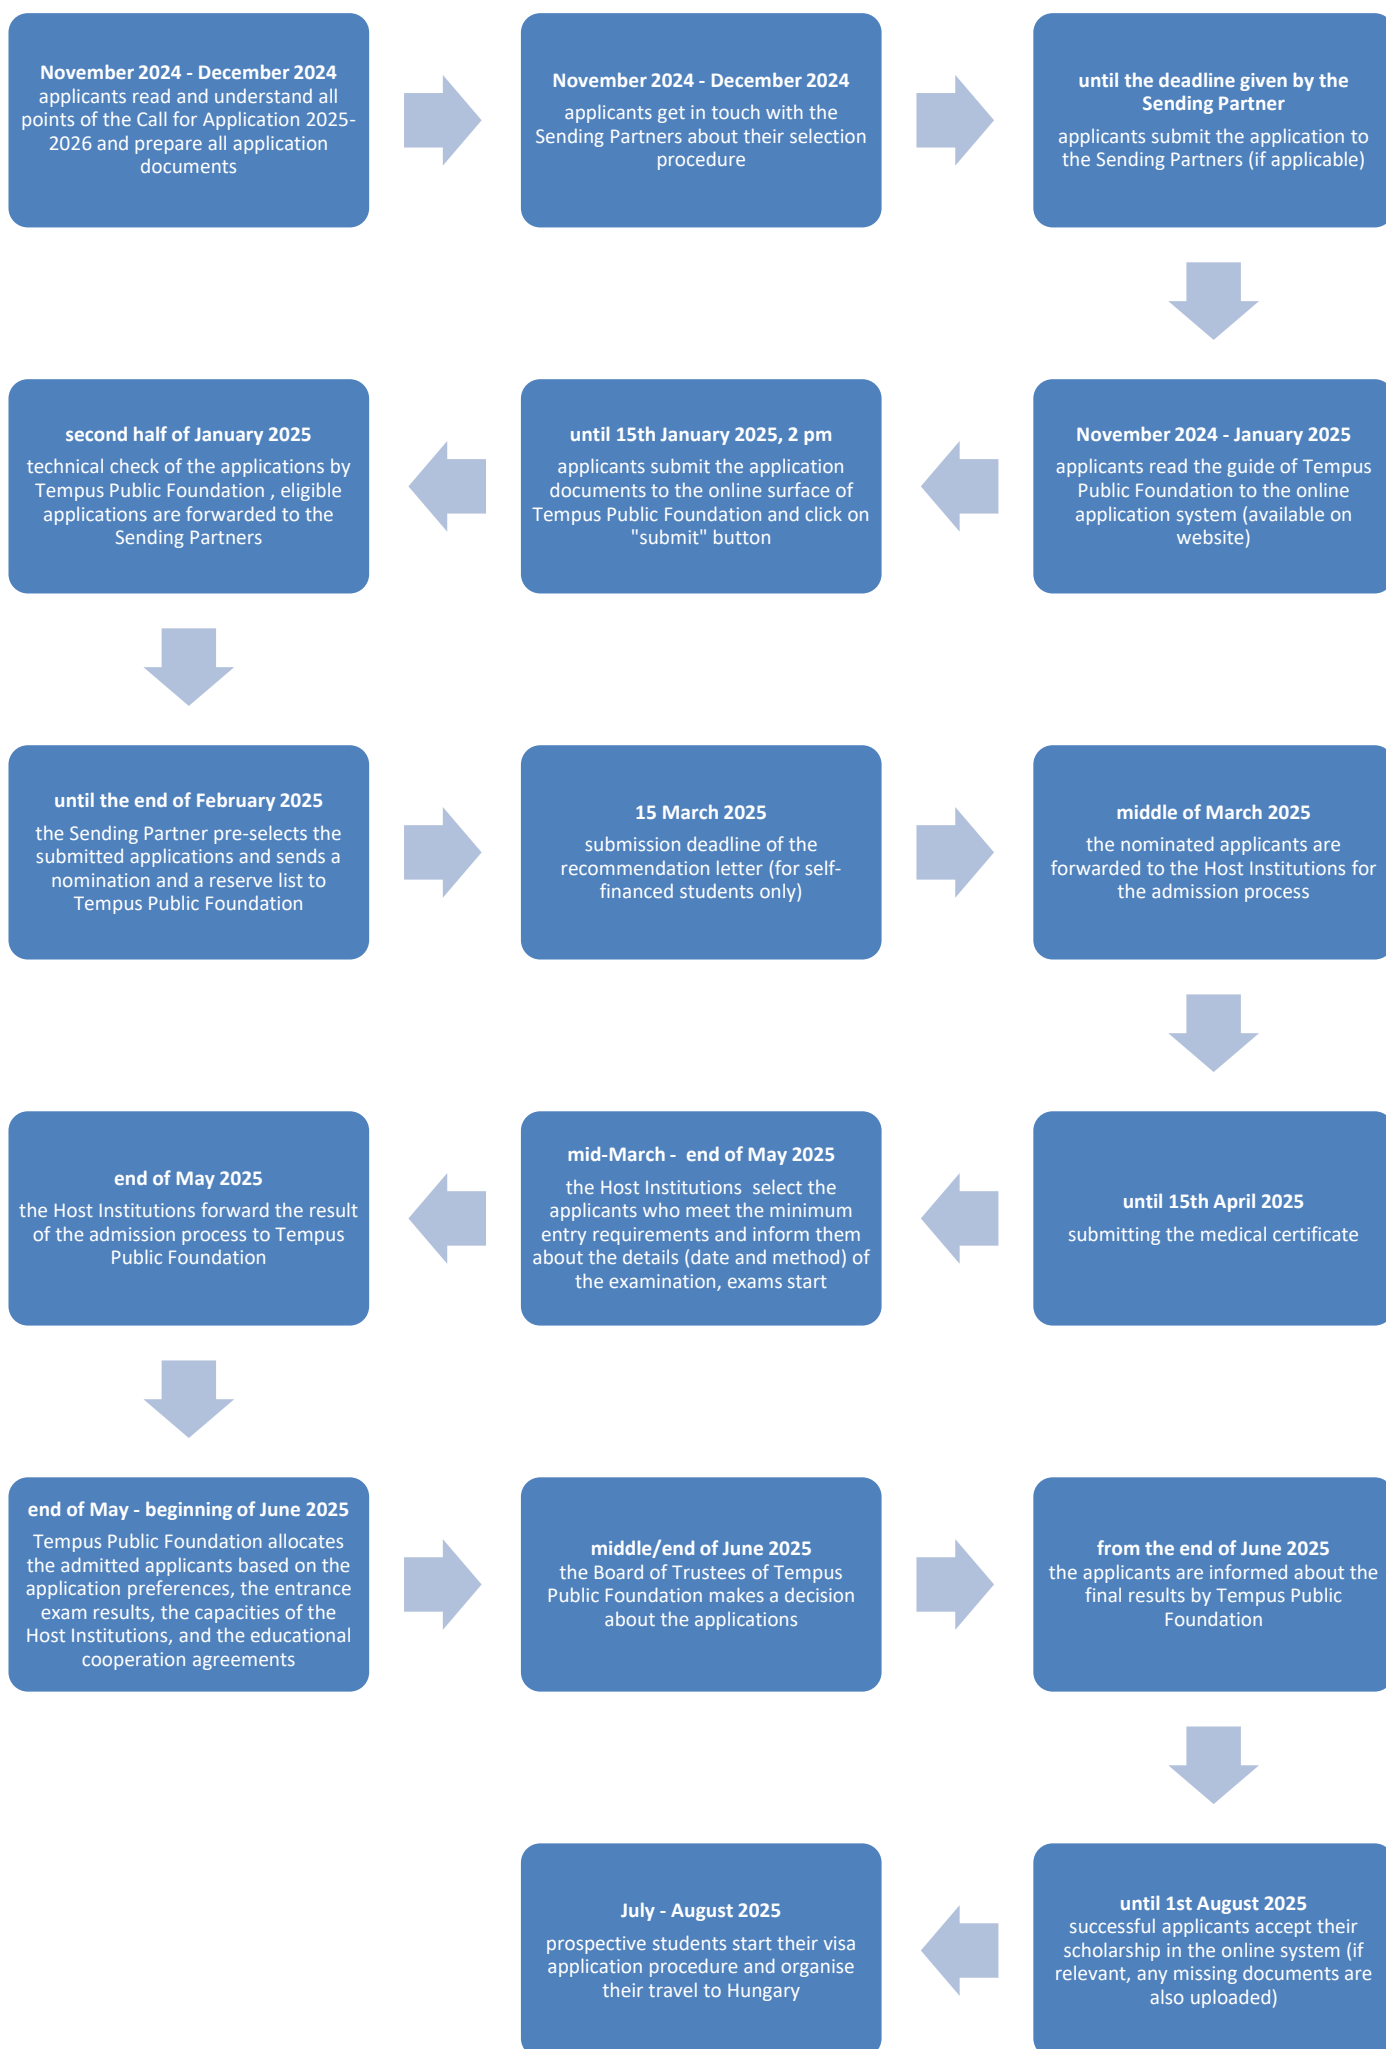 November 2024 - December 2024
applicants read and understand all
points of the Call for Application 2025-
2026 and prepare all application
documents
November 2024 - December 2024
applicants get in touch with the
Sending Partners about their selection
procedure
until the deadline given by the
Sending Partner
applicants submit the application to
the Sending Partners (if applicable)
November 2024 - January 2025
applicants read the guide of Tempus
Public Foundation to the online
application system (available on
website)
until 15th January 2025, 2 pm
applicants submit the application
documents to the online surface of
Tempus Public Foundation and click on
"submit" button
second half of January 2025
technical check of the applications by
Tempus Public Foundation , eligible
applications are forwarded to the
Sending Partners
until the end of February 2025
the Sending Partner pre-selects the
submitted applications and sends a
nomination and a reserve list to
Tempus Public Foundation
15 March 2025
submission deadline of the
recommendation letter (for self-
financed students only)
middle of March 2025
the nominated applicants are
forwarded to the Host Institutions for
the admission process
until 15th April 2025
submitting the medical certificate
mid-March -  end of May 2025
the Host Institutions  select the
applicants who meet the minimum
entry requirements and inform them
about the details (date and method) of
the examination, exams start
end of May 2025
the Host Institutions forward the result
of the admission process to Tempus
Public Foundation
end of May - beginning of June 2025
Tempus Public Foundation allocates
the admitted applicants based on the
application preferences, the entrance
exam results, the capacities of the
Host Institutions, and the educational
cooperation agreements
middle/end of June 2025
the Board of Trustees of Tempus
Public Foundation makes a decision
about the applications
from the end of June 2025
the applicants are informed about the
final results by Tempus Public
Foundation
until 1st August 2025
successful applicants accept their
scholarship in the online system (if
relevant, any missing documents are
also uploaded)
July - August 2025
prospective students start their visa
application procedure and organise
their travel to Hungary